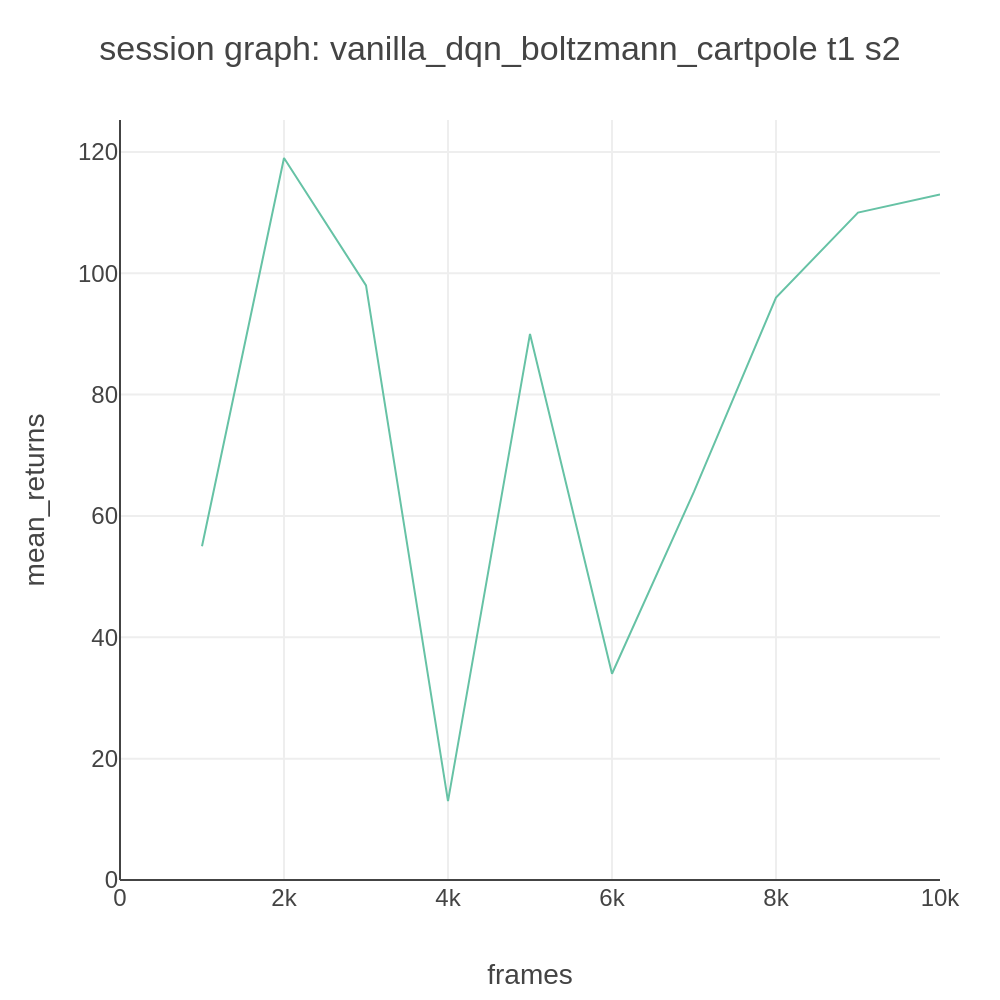 session graph: vanilla_dqn_boltzmann_cartpole t1 s2
120
100
80
60
40
20
0
mean_returns
0 2k 4k 6k 8k 10k
frames